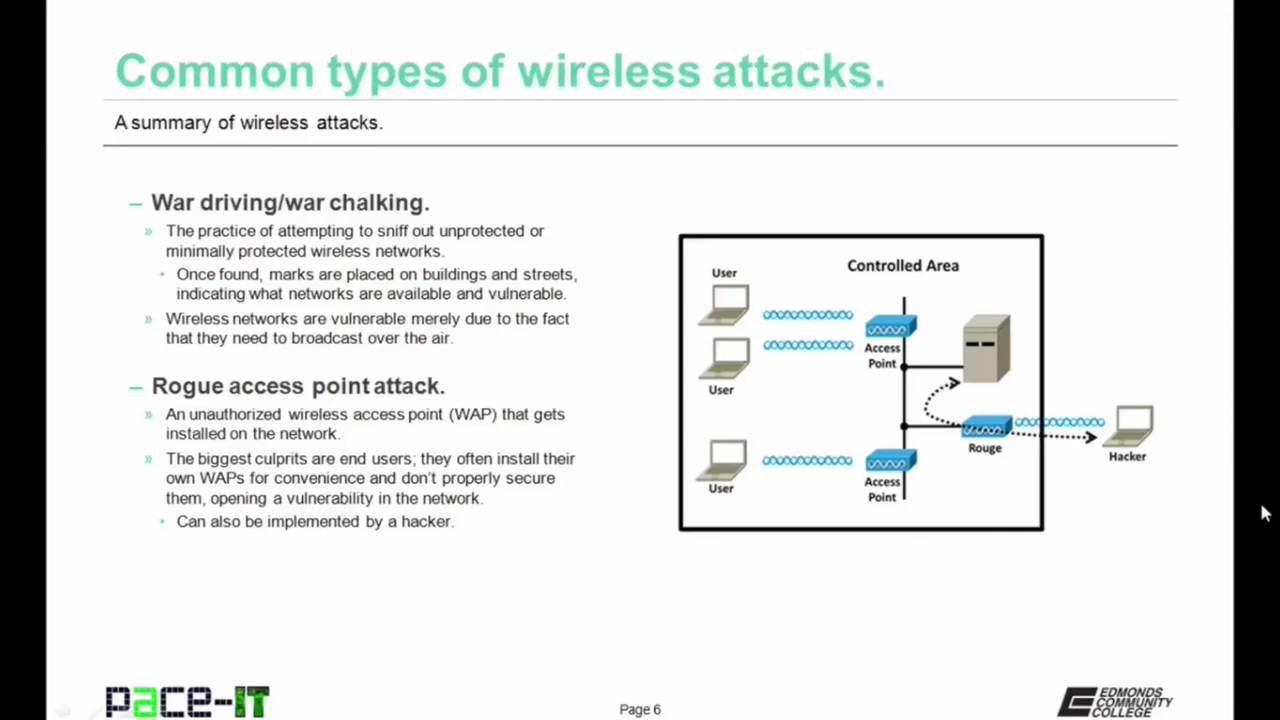 Common types of wireless attacks.
A summary of wireless attacks.
– War driving/war chalking.
» The practice of attempting to sniff out unprotected or
minimally protected wireless networks.
• Once found, marks are placed on buildings and streets,
indicating what networks are available and vulnerable.
» Wireless networks are vulnerable merely due to the fact
that they need to broadcast over the air.
– Rogue access point attack.
» An unauthorized wireless access point (WAP) that gets
installed on the network.
» The biggest culprits are end users; they often install their
own WAPs for convenience and don't properly secure
them, opening a vulnerability in the network.
• Can also be implemented by a hacker.
Controlled Area
User
User
Access
Point
Rouge
Hacker
User
Access
Point
pace-IT
Page 6
EDMONDS
COMMUNITY
COLLEGE